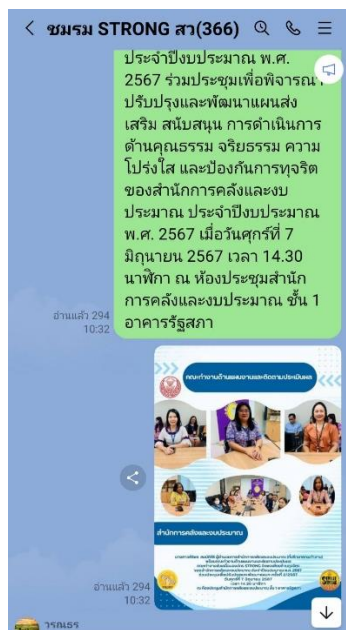 ชมรม STRONG สว(366)
ประจำปีงบประมาณ พ.ศ.
2567 ร่วมประชุมเพื่อพิจารณา
ปรับปรุงและพัฒนาแผนส่ง
เสริม สนับสนุน การดำเนินการ
ด้านคุณธรรม จริยธรรม ความ
โปร่งใส และป้องกันการทุจริต
ของสำนักการคลังและงบ
ประมาณ ประจำปีงบประมาณ
พ.ศ. 2567 เมื่อวันศุกร์ที่ 7
มิถุนายน 2567 เวลา 14.30
นาฬิกา ณ ห้องประชุมสำนัก
การคลังและงบประมาณ ชั้น 1
อาคารรัฐสภา
อ่านแล้ว 294
10:32
คณะทำงานด้านแผนงานและติดตามประเมินผล
สำนักการคลังและงบประมาณ
อ่านแล้ว 294
10:32
วรณธร